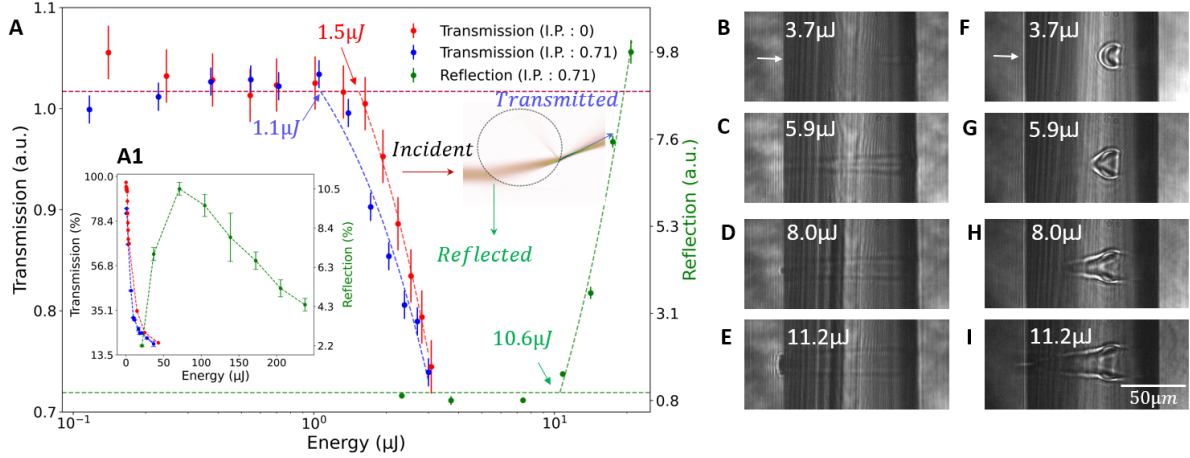 A
1.1
1.0
0.9
0.8
0.7
Transmission (a.u.)
10⁻¹
10⁰
10¹
Energy (μJ)
9.8
7.6
5.3
3.1
0.8
Reflection (a.u.)
Transmission (I.P. : 0)
Transmission (I.P. : 0.71)
Reflection (I.P. : 0.71)
1.5μJ
1.1μJ
10.6μJ
Incident
Transmitted
Reflected
A1
97.0
78.4
56.8
35.1
13.5
Transmission (%)
0
50
100
150
200
Energy (μJ)
10.5
8.4
6.3
4.3
2.2
Reflection (%)
B
3.7μJ
C
5.9μJ
D
8.0μJ
E
11.2μJ
F
3.7μJ
G
5.9μJ
H
8.0μJ
I
11.2μJ
50μm